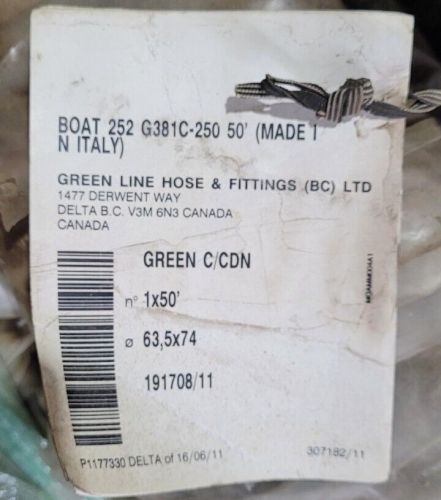 BOAT 252 G381C-250 50' (MADE I
N ITALY)
GREEN LINE HOSE & FITTINGS (BC) LTD
1477 DERWENT WAY
DELTA B.C. V3M 6N3 CANADA
CANADA
GREEN C/CDN
n° 1x50'
ø 63,5x74
191708/11
P1177330 DELTA of 16/06/11
307182/11